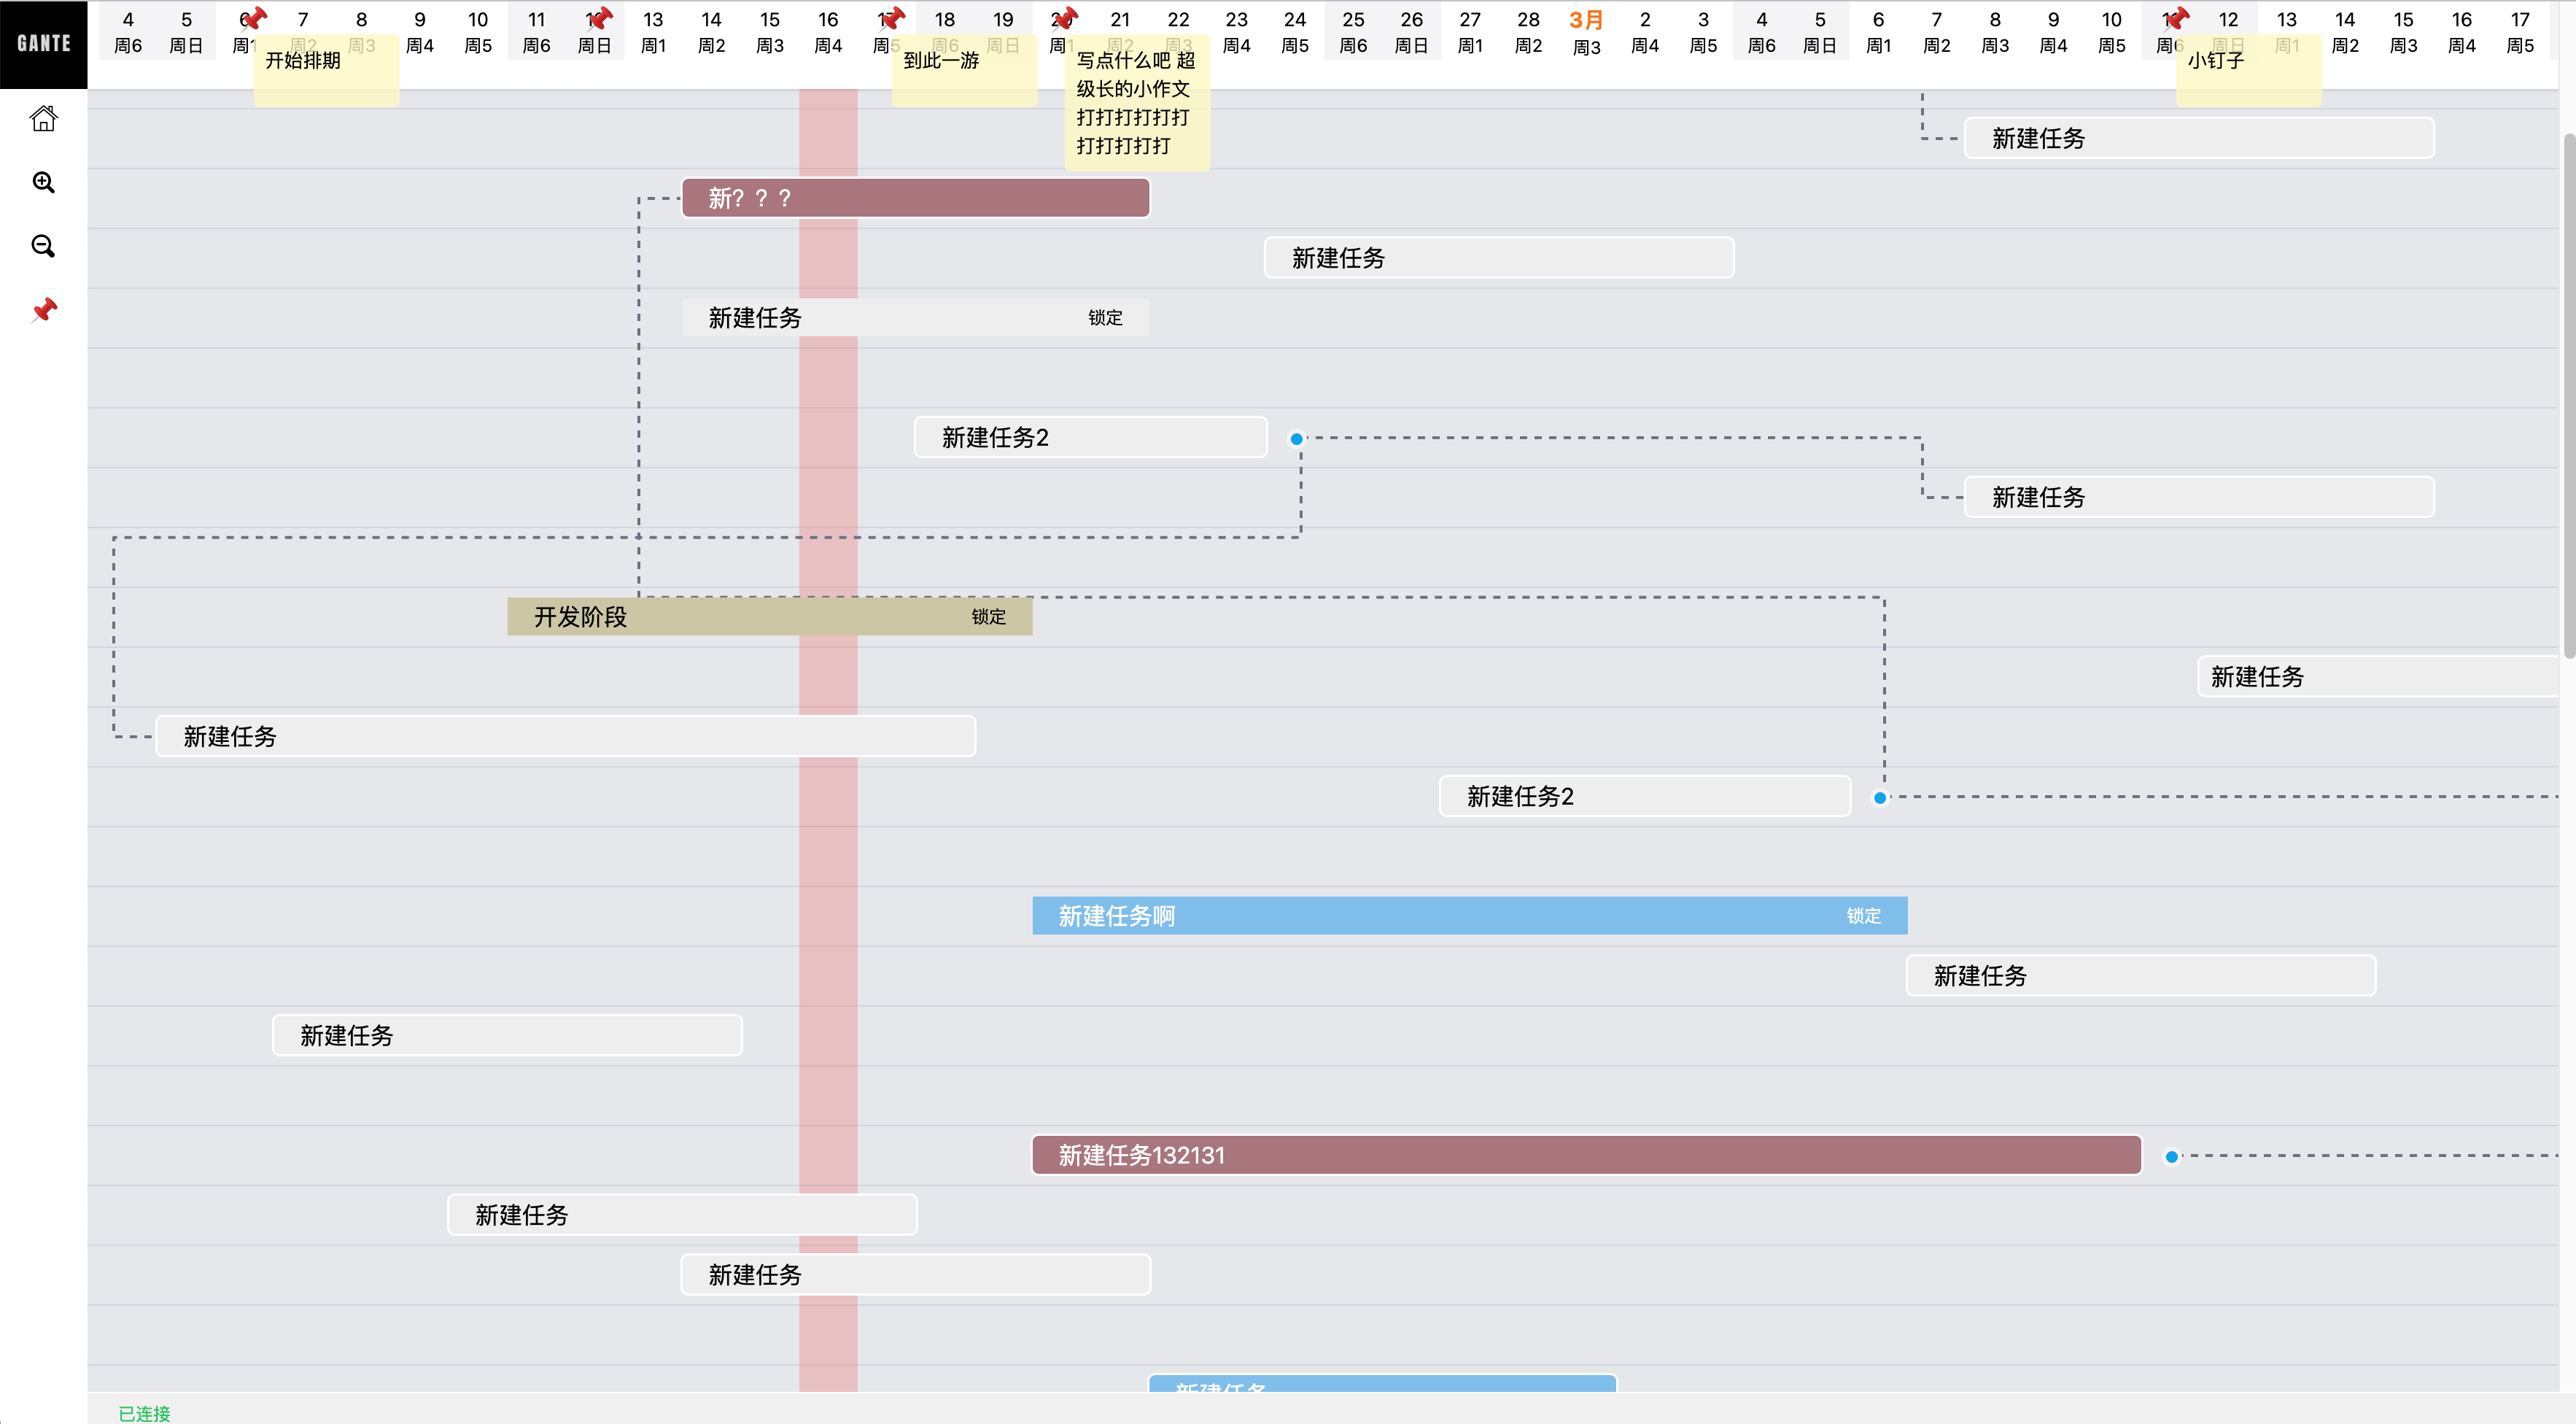 GANTE
4 5 6 7 8 9 10 11 12 13 14 15 16 17 18 19 20 21 22 23 24 25 26 27 28 3月 2 3 4 5 6 7 8 9 10 11 12 13 14 15 16 17
周6 周日 周1 周2 周3 周4 周5 周6 周日 周1 周2 周3 周4 周5 周6 周日 周1 周2 周3 周4 周5 周6 周日 周1 周2 周3 周4 周5 周6 周日 周1 周2 周3 周4 周5 周6 周日 周1 周2 周3 周4 周5
开始排期
到此一游
写点什么吧 超
级长的小作文
打打打打打打
打打打打打
小钉子
新建任务
新？？？
新建任务
新建任务 锁定
新建任务2
新建任务
开发阶段 锁定
新建任务
新建任务
新建任务2
新建任务啊 锁定
新建任务
新建任务
新建任务132131
新建任务
新建任务
新建任务
已连接